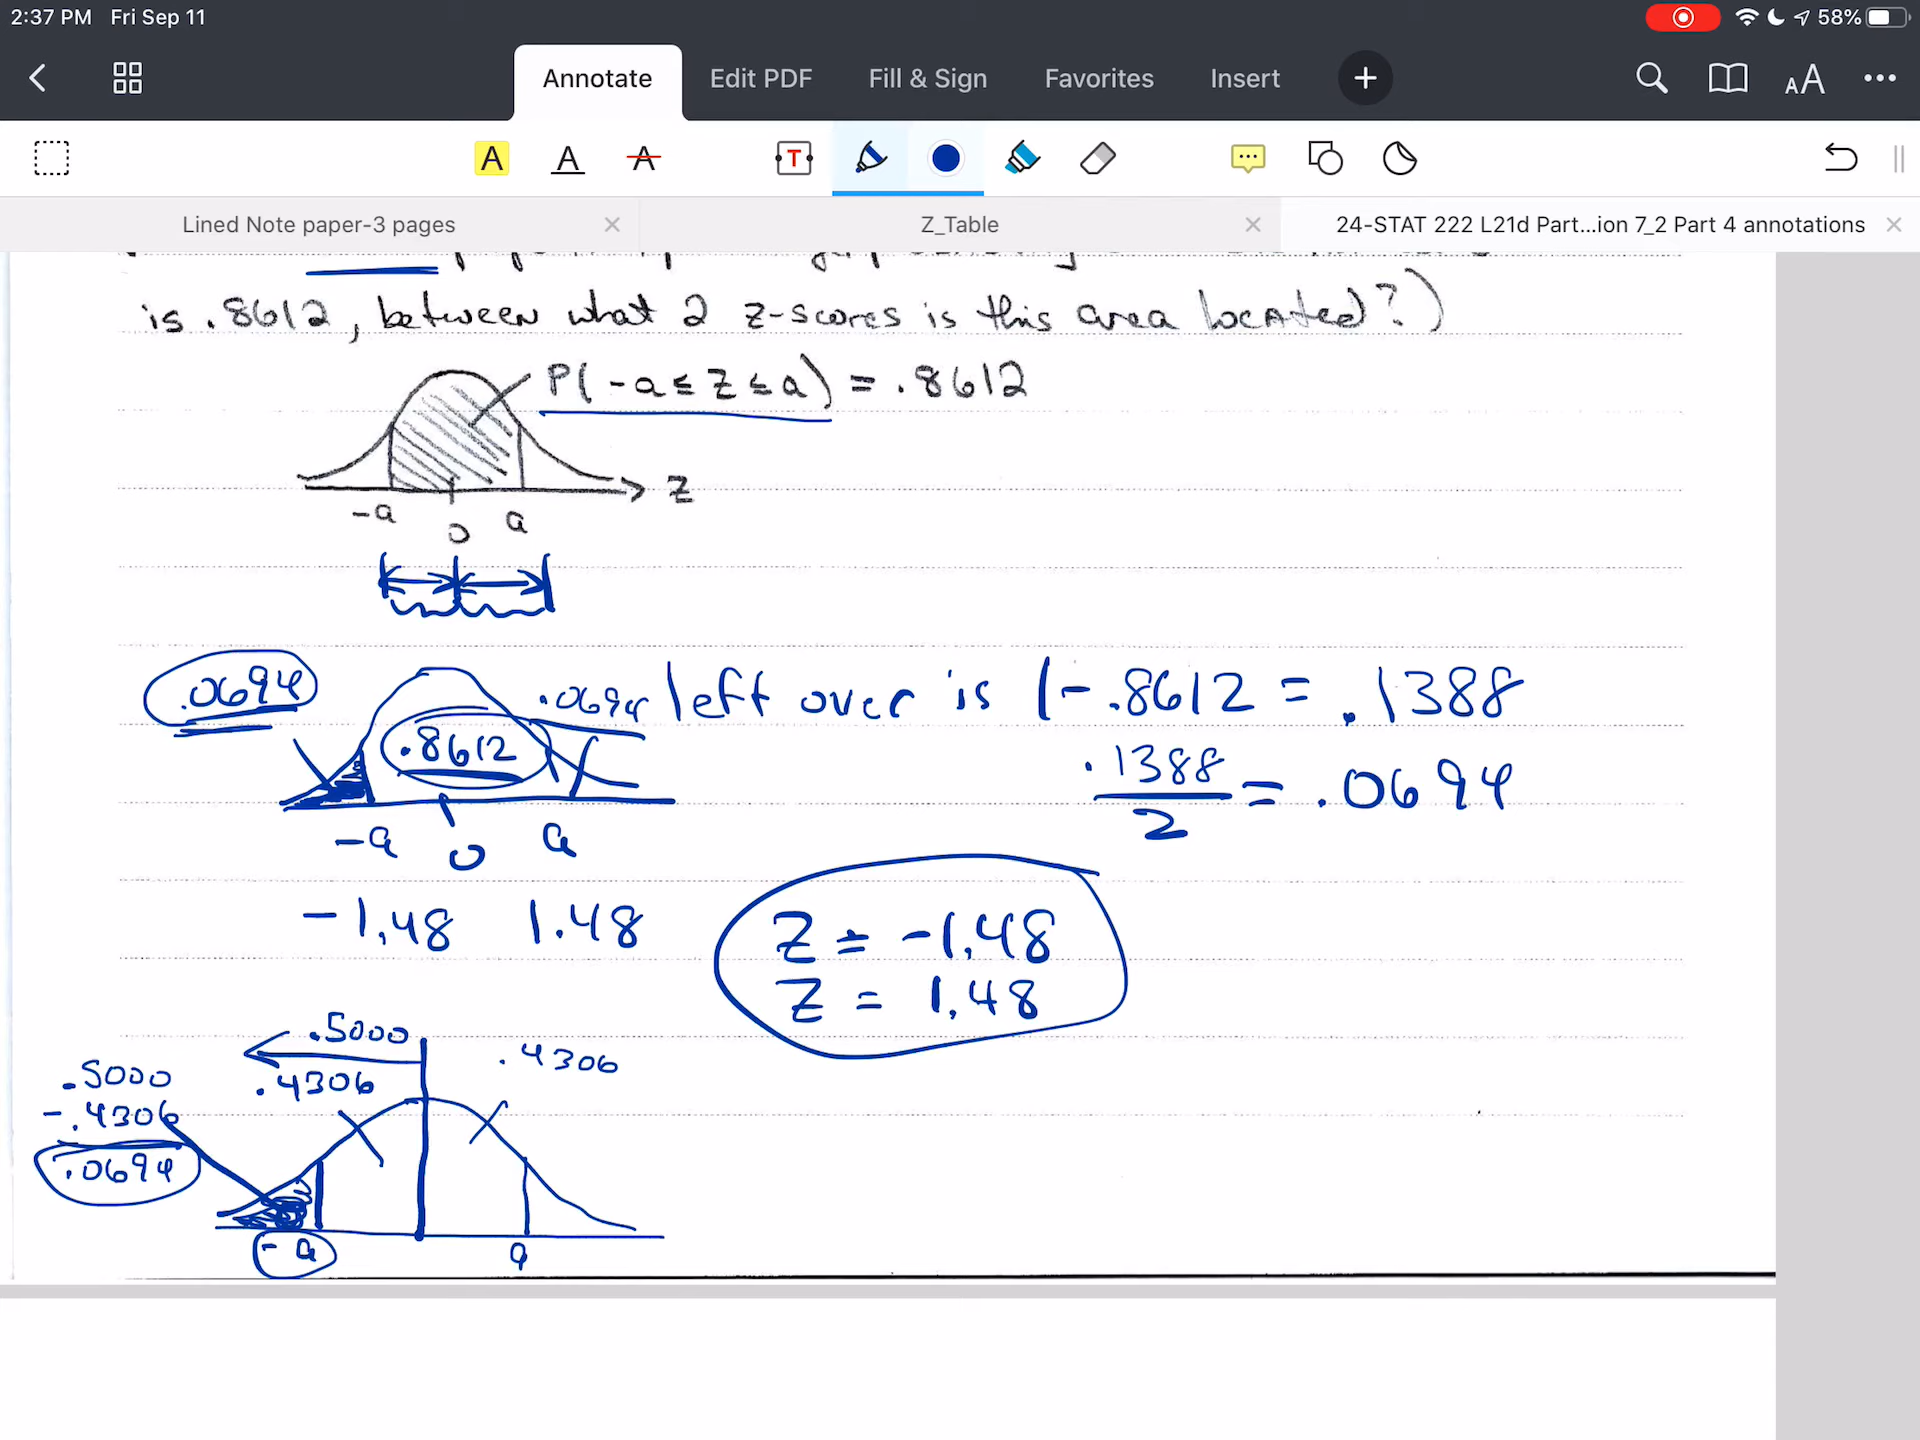 2:37 PM Fri Sep 11
58%
Annotate Edit PDF Fill & Sign Favorites Insert
AA
A A A T
Lined Note paper-3 pages Z_Table 24-STAT 222 L21d Part...ion 7_2 Part 4 annotations
is .8612, between what 2 z-scores is this area located?)
P(-a ≤ Z ≤ a) = .8612
Z
-a 0 a
.0694 .8612 .0694 left over is 1-.8612 = .1388
.1388/2 = .0694
-a 0 a
-1.48 1.48
Z = -1.48
Z = 1.48
.5000
.4306 .4306
.5000
- .4306
.0694
-a a